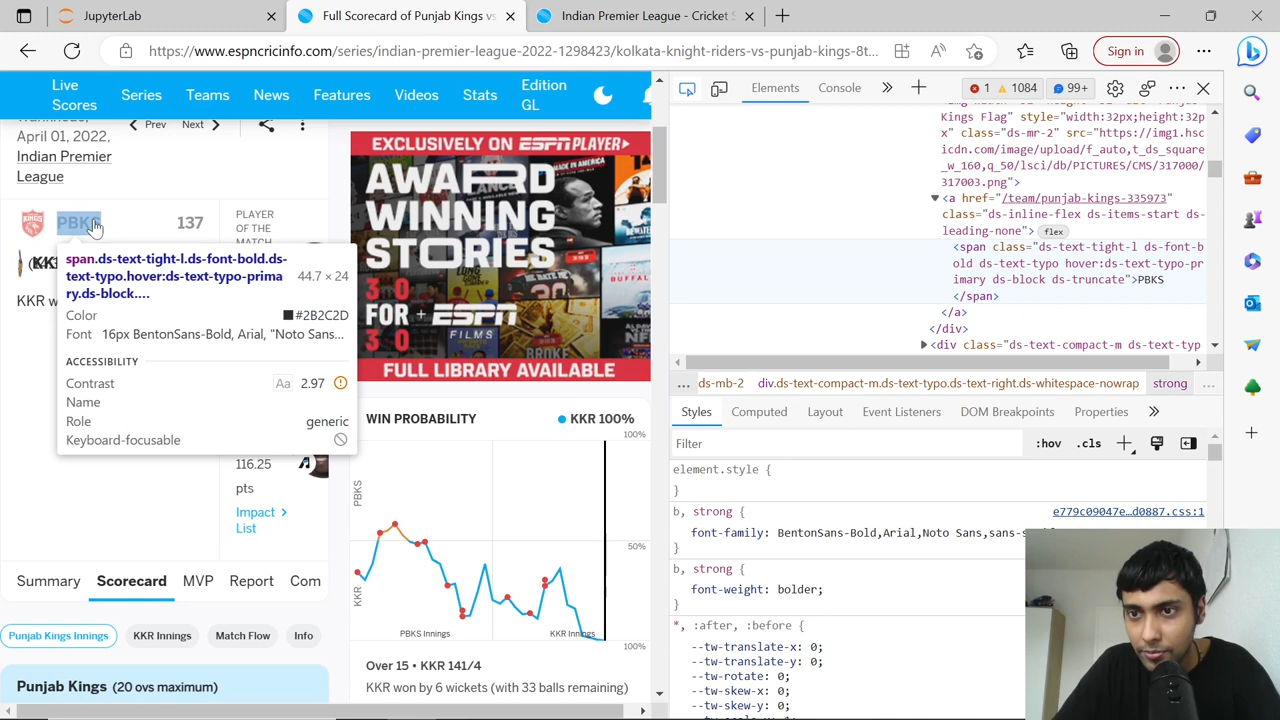 JupyterLab
Full Scorecard of Punjab Kings vs
Indian Premier League - Cricket S
https://www.espncricinfo.com/series/indian-premier-league-2022-1298423/kolkata-knight-riders-vs-punjab-kings-8t...
Sign in
Live
Scores
Series
Teams
News
Features
Videos
Stats
Edition
GL
April 01, 2022,
Indian Premier
League
Prev
Next
PBKS
137
PLAYER
OF THE
MATCH
KKR w
span.ds-text-tight-l.ds-font-bold.ds-
text-typo.hover:ds-text-typo-prima
ry.ds-block....
44.7 × 24
Color
#2B2C2D
Font
16px BentonSans-Bold, Arial, "Noto Sans...
ACCESSIBILITY
Contrast
Aa
2.97
Name
Role
generic
Keyboard-focusable
116.25
pts
Impact
List
Summary
Scorecard
MVP
Report
Com
Punjab Kings Innings
KKR Innings
Match Flow
Info
Punjab Kings (20 ovs maximum)
EXCLUSIVELY ON ESPN PLAYER
AWARD
WINNING
STORIES
30
FOR + ESPN
30
FILMS
BROKE
FULL LIBRARY AVAILABLE
WIN PROBABILITY
KKR 100%
100%
PBKS
50%
KKR
PBKS Innings
KKR Innings
100%
Over 15 • KKR 141/4
KKR won by 6 wickets (with 33 balls remaining)
Elements
Console
1
1084
99+
Kings Flag" style="width:32px;height:32p
x" class="ds-mr-2" src="https://img1.hsc
icdn.com/image/upload/f_auto,t_ds_square
_w_160,q_50/lsci/db/PICTURES/CMS/317000/
317003.png">
<a href="/team/punjab-kings-335973"
class="ds-inline-flex ds-items-start ds-
leading-none"> flex
<span class="ds-text-tight-l ds-font-b
old ds-text-typo hover:ds-text-typo-pr
imary ds-block ds-truncate">PBKS
</span>
</a>
</div>
<div class="ds-text-compact-m ds-text-typ
...
ds-mb-2
div.ds-text-compact-m.ds-text-typo.ds-text-right.ds-whitespace-nowrap
strong
...
Styles
Computed
Layout
Event Listeners
DOM Breakpoints
Properties
Filter
:hov
.cls
element.style {
}
b, strong {
e779c09047e…d0887.css:1
font-family: BentonSans-Bold,Arial,Noto Sans,sans-s
}
b, strong {
font-weight: bolder;
}
*, :after, :before {
--tw-translate-x: 0;
--tw-translate-y: 0;
--tw-rotate: 0;
--tw-skew-x: 0;
--tw-skew-y: 0;